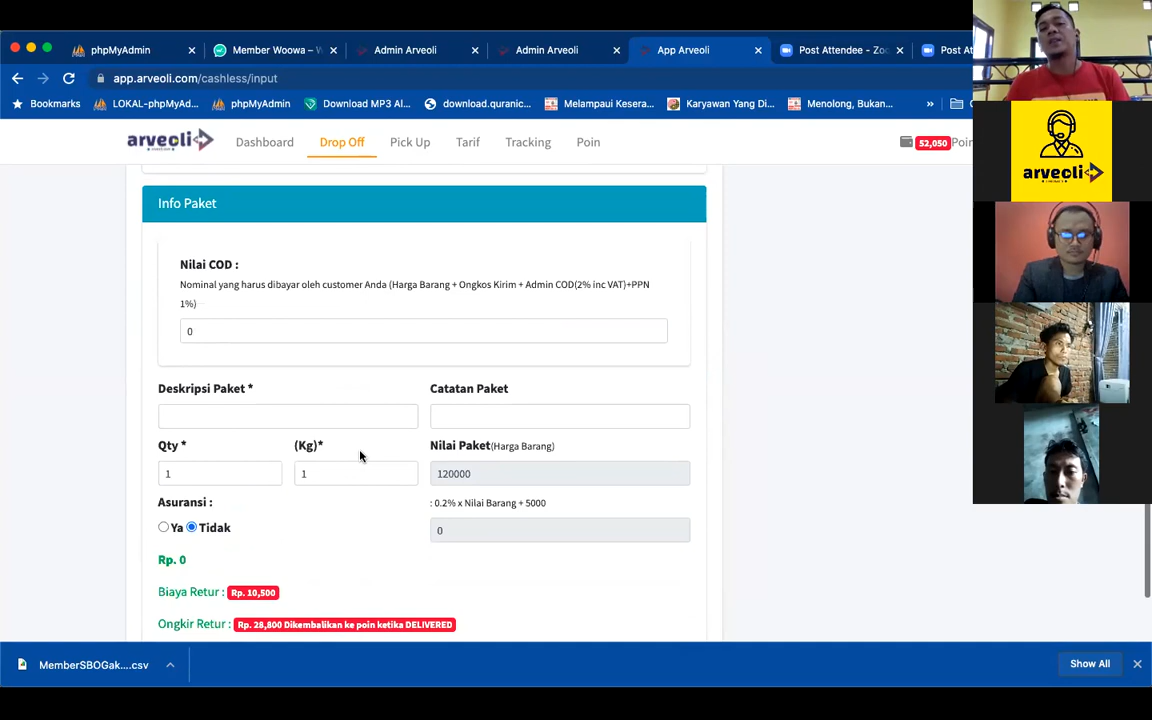 phpMyAdmin
Member Woowa – W
Admin Arveoli
Admin Arveoli
App Arveoli
Post Attendee - Zoo
Post At
app.arveoli.com/cashless/input
Bookmarks
LOKAL-phpMyAd...
phpMyAdmin
Download MP3 Al...
download.quranic...
Melampaui Kesera...
Karyawan Yang Di...
Menolong, Bukan...
arveoli
Dashboard
Drop Off
Pick Up
Tarif
Tracking
Poin
52,050
Poin
Info Paket
Nilai COD :
Nominal yang harus dibayar oleh customer Anda (Harga Barang + Ongkos Kirim + Admin COD(2% inc VAT)+PPN
1%)
0
Deskripsi Paket *
Catatan Paket
Qty *
(Kg)*
Nilai Paket(Harga Barang)
1
1
120000
Asuransi :
: 0.2% x Nilai Barang + 5000
Ya
Tidak
0
Rp. 0
Biaya Retur : Rp. 10,500
Ongkir Retur : Rp. 28,800 Dikembalikan ke poin ketika DELIVERED
MemberSBOGak....csv
Show All
arveoli